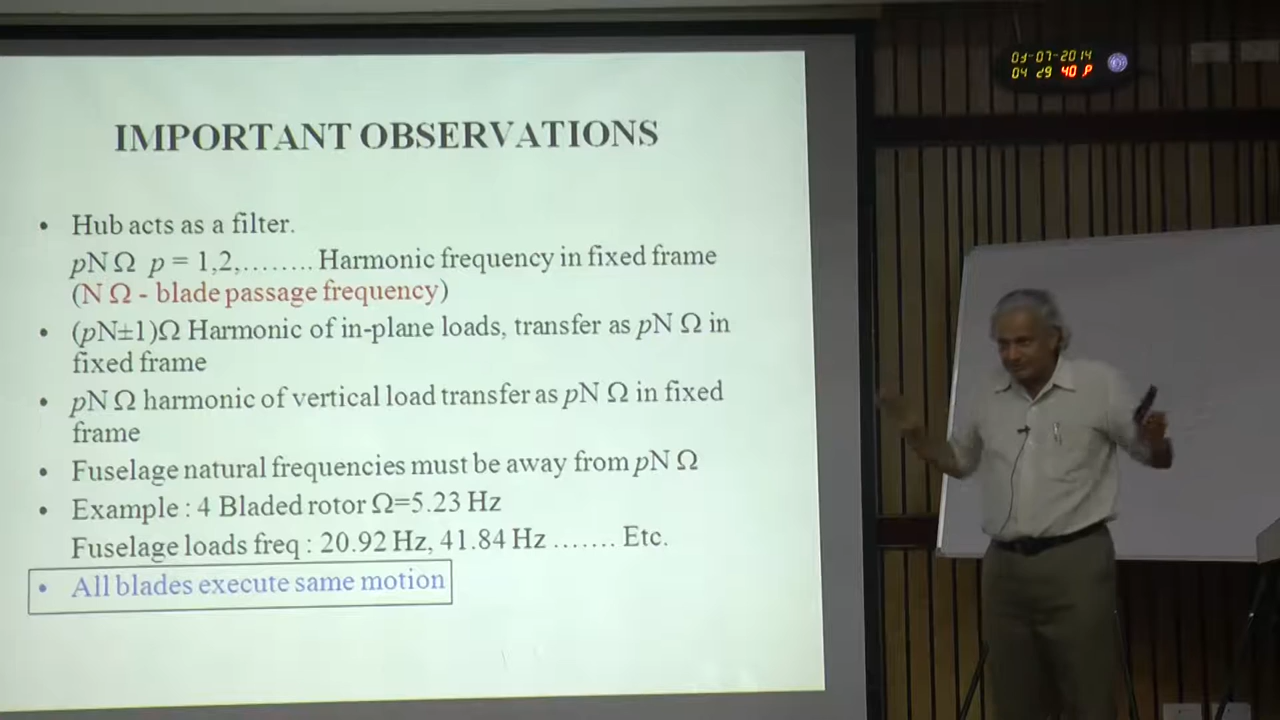 03-07-2014
04 29 40 P
IMPORTANT OBSERVATIONS
• Hub acts as a filter.
pN Ω p = 1,2,........ Harmonic frequency in fixed frame
(N Ω - blade passage frequency)
• (pN±1)Ω Harmonic of in-plane loads, transfer as pN Ω in
fixed frame
• pN Ω harmonic of vertical load transfer as pN Ω in fixed
frame
• Fuselage natural frequencies must be away from pN Ω
• Example : 4 Bladed rotor Ω=5.23 Hz
Fuselage loads freq : 20.92 Hz, 41.84 Hz ....... Etc.
• All blades execute same motion